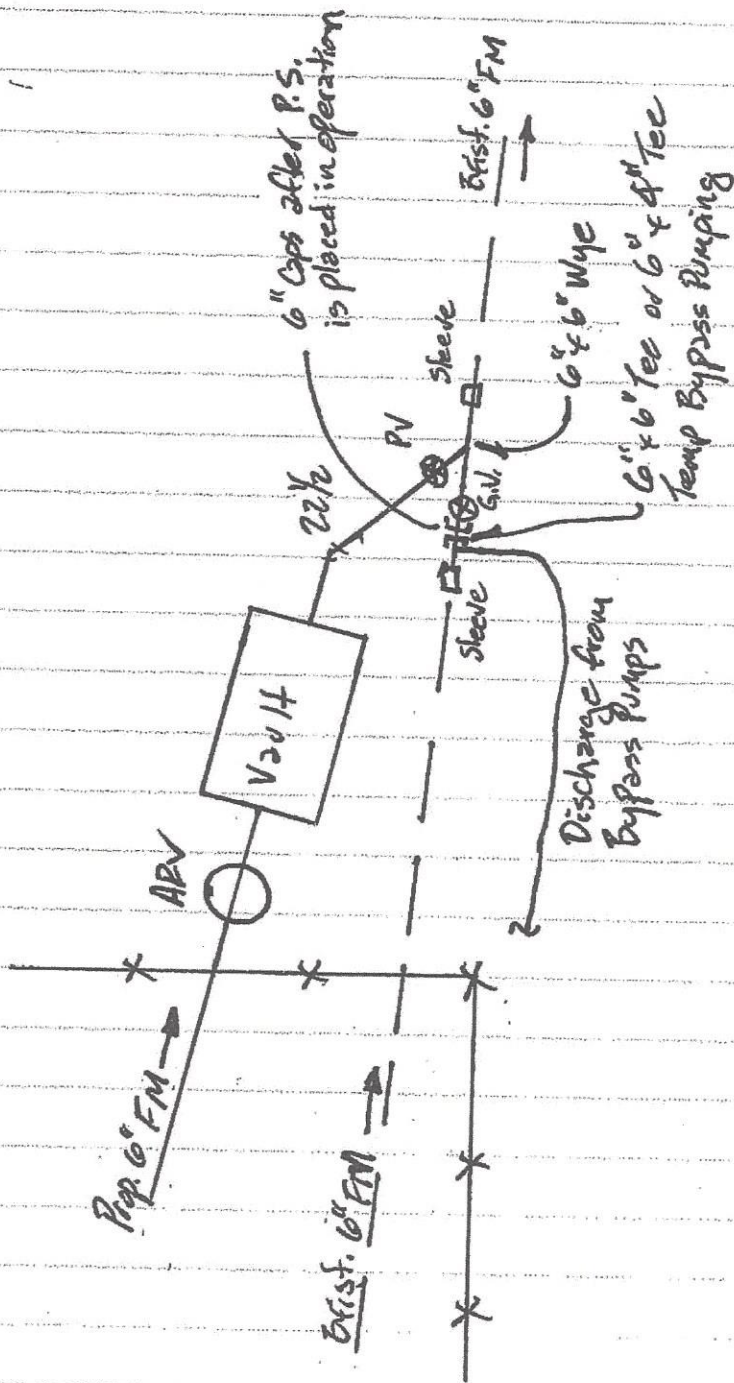 Prop. 6" FM
ARV
Vault
22 1/2
PV
6" Caps after P.S.
is placed in operation
Exist. 6" FM
Sleeve
G.V.
Sleeve
Exist. 6" FM
6" x 6" Wye
6" x 6" Tee or 6" x 4" Tee
Temp Bypass Pumping
Discharge from
Bypass Pumps